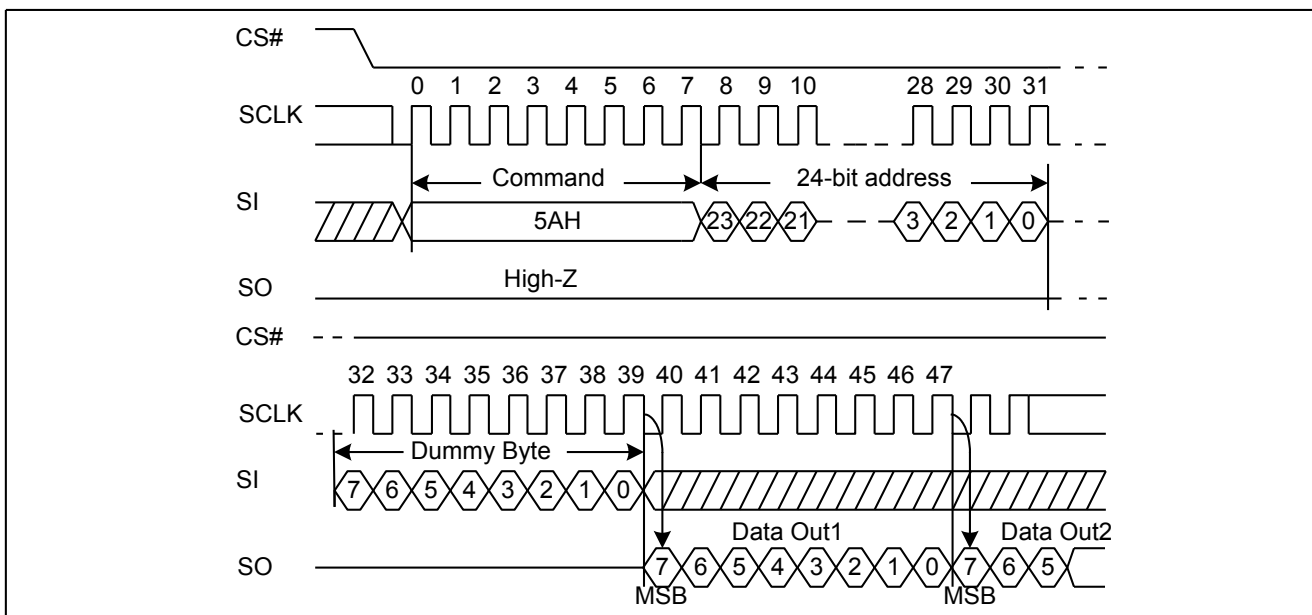 CS#
0 1 2 3 4 5 6 7 8 9 10 28 29 30 31
SCLK
Command 24-bit address
SI
5AH 23 22 21 3 2 1 0
High-Z
SO
CS#
32 33 34 35 36 37 38 39 40 41 42 43 44 45 46 47
SCLK
Dummy Byte
SI
7 6 5 4 3 2 1 0
Data Out1 Data Out2
SO
7 6 5 4 3 2 1 0 7 6 5
MSB MSB